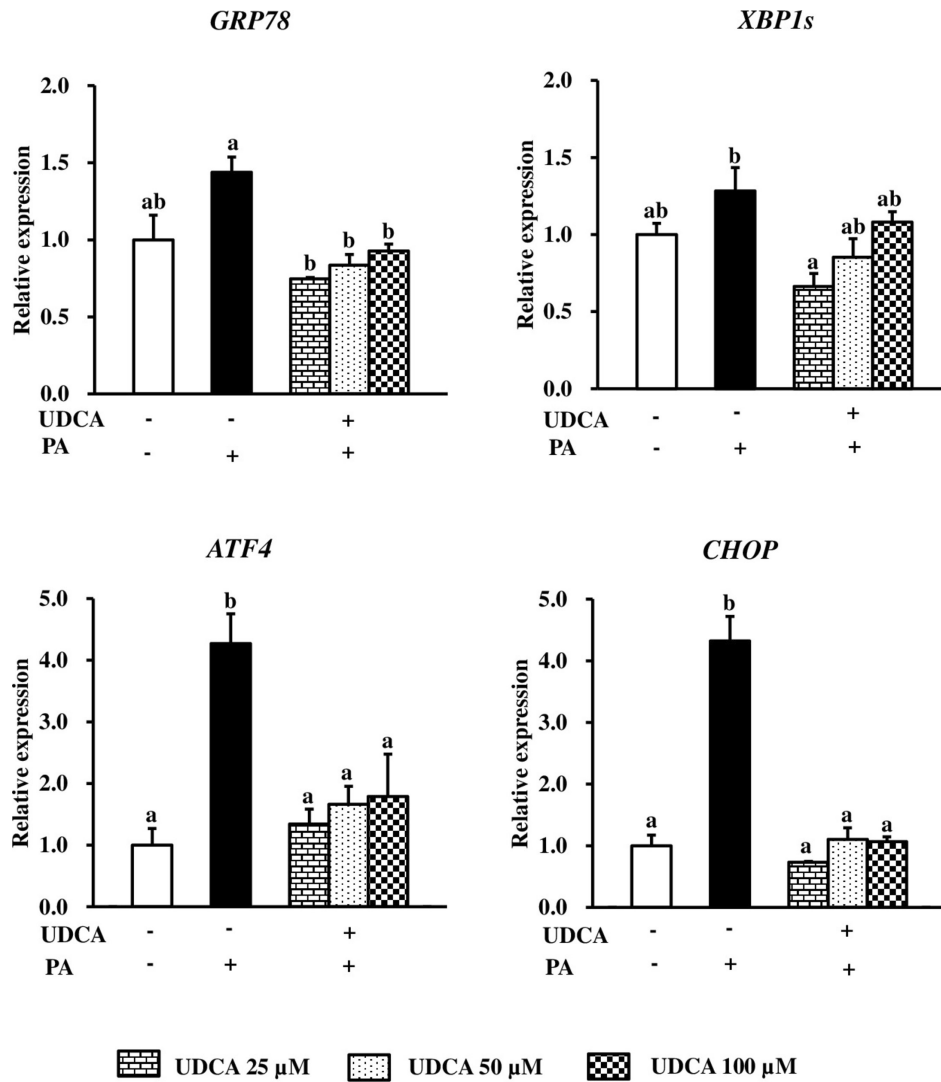 GRP78
XBP1s
2.0
1.5
1.0
0.5
0.0
Relative expression
ab
a
b
b
b
UDCA - - +
PA - + +
2.0
1.5
1.0
0.5
0.0
Relative expression
ab
b
a
ab
ab
- - +
- + +
ATF4
CHOP
5.0
4.0
3.0
2.0
1.0
0.0
Relative expression
a
b
a
a
a
UDCA - - +
PA - + +
5.0
4.0
3.0
2.0
1.0
0.0
Relative expression
a
b
a
a
a
UDCA - - +
PA - + +
UDCA 25 µM UDCA 50 µM UDCA 100 µM